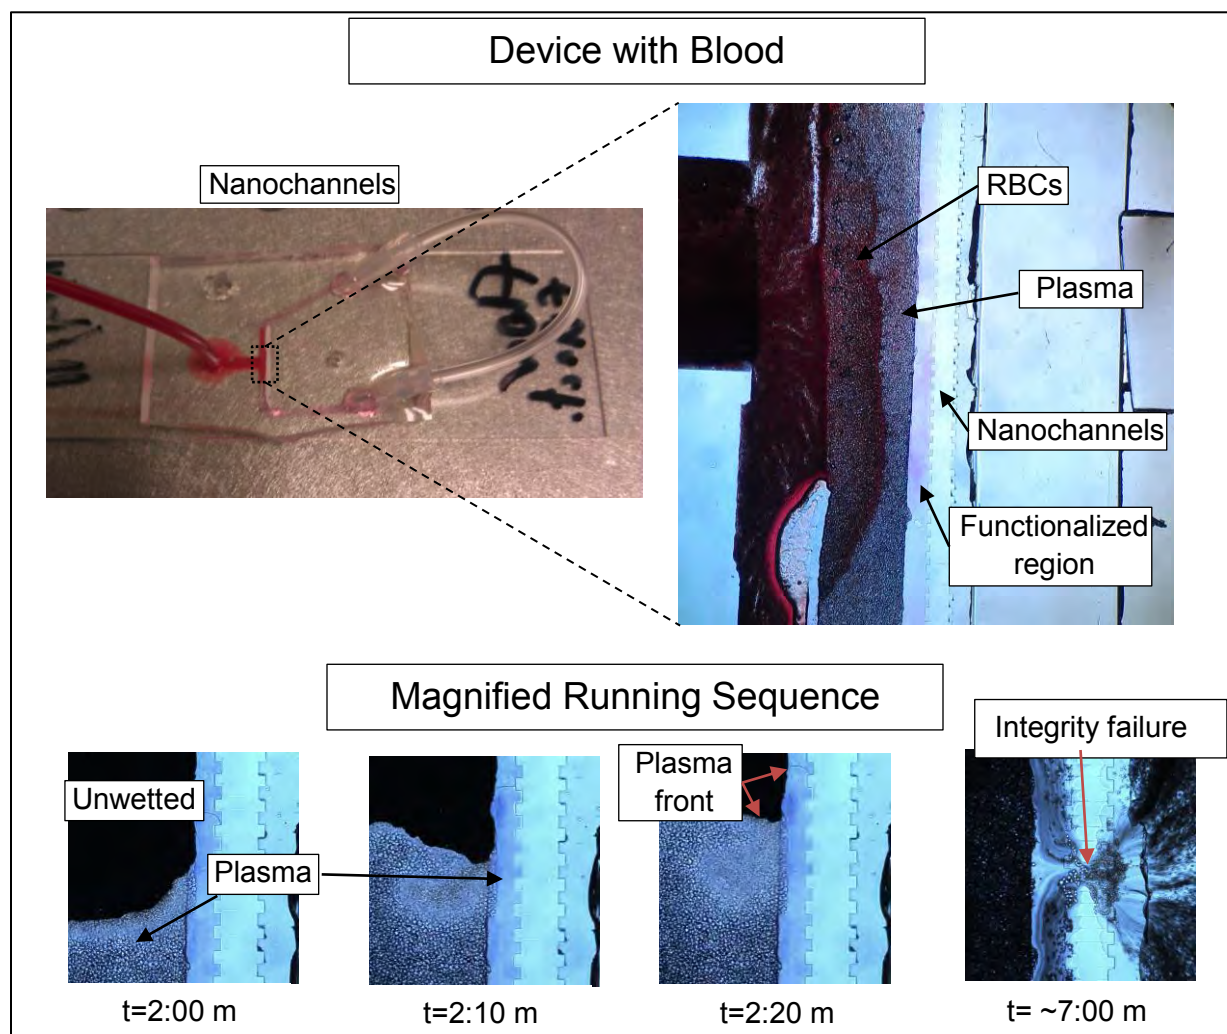 Device with Blood
Nanochannels
RBCs
Plasma
Nanochannels
Functionalized
region
Magnified Running Sequence
Unwetted
Plasma
Plasma
front
Integrity failure
t=2:00 m
t=2:10 m
t=2:20 m
t= ~7:00 m